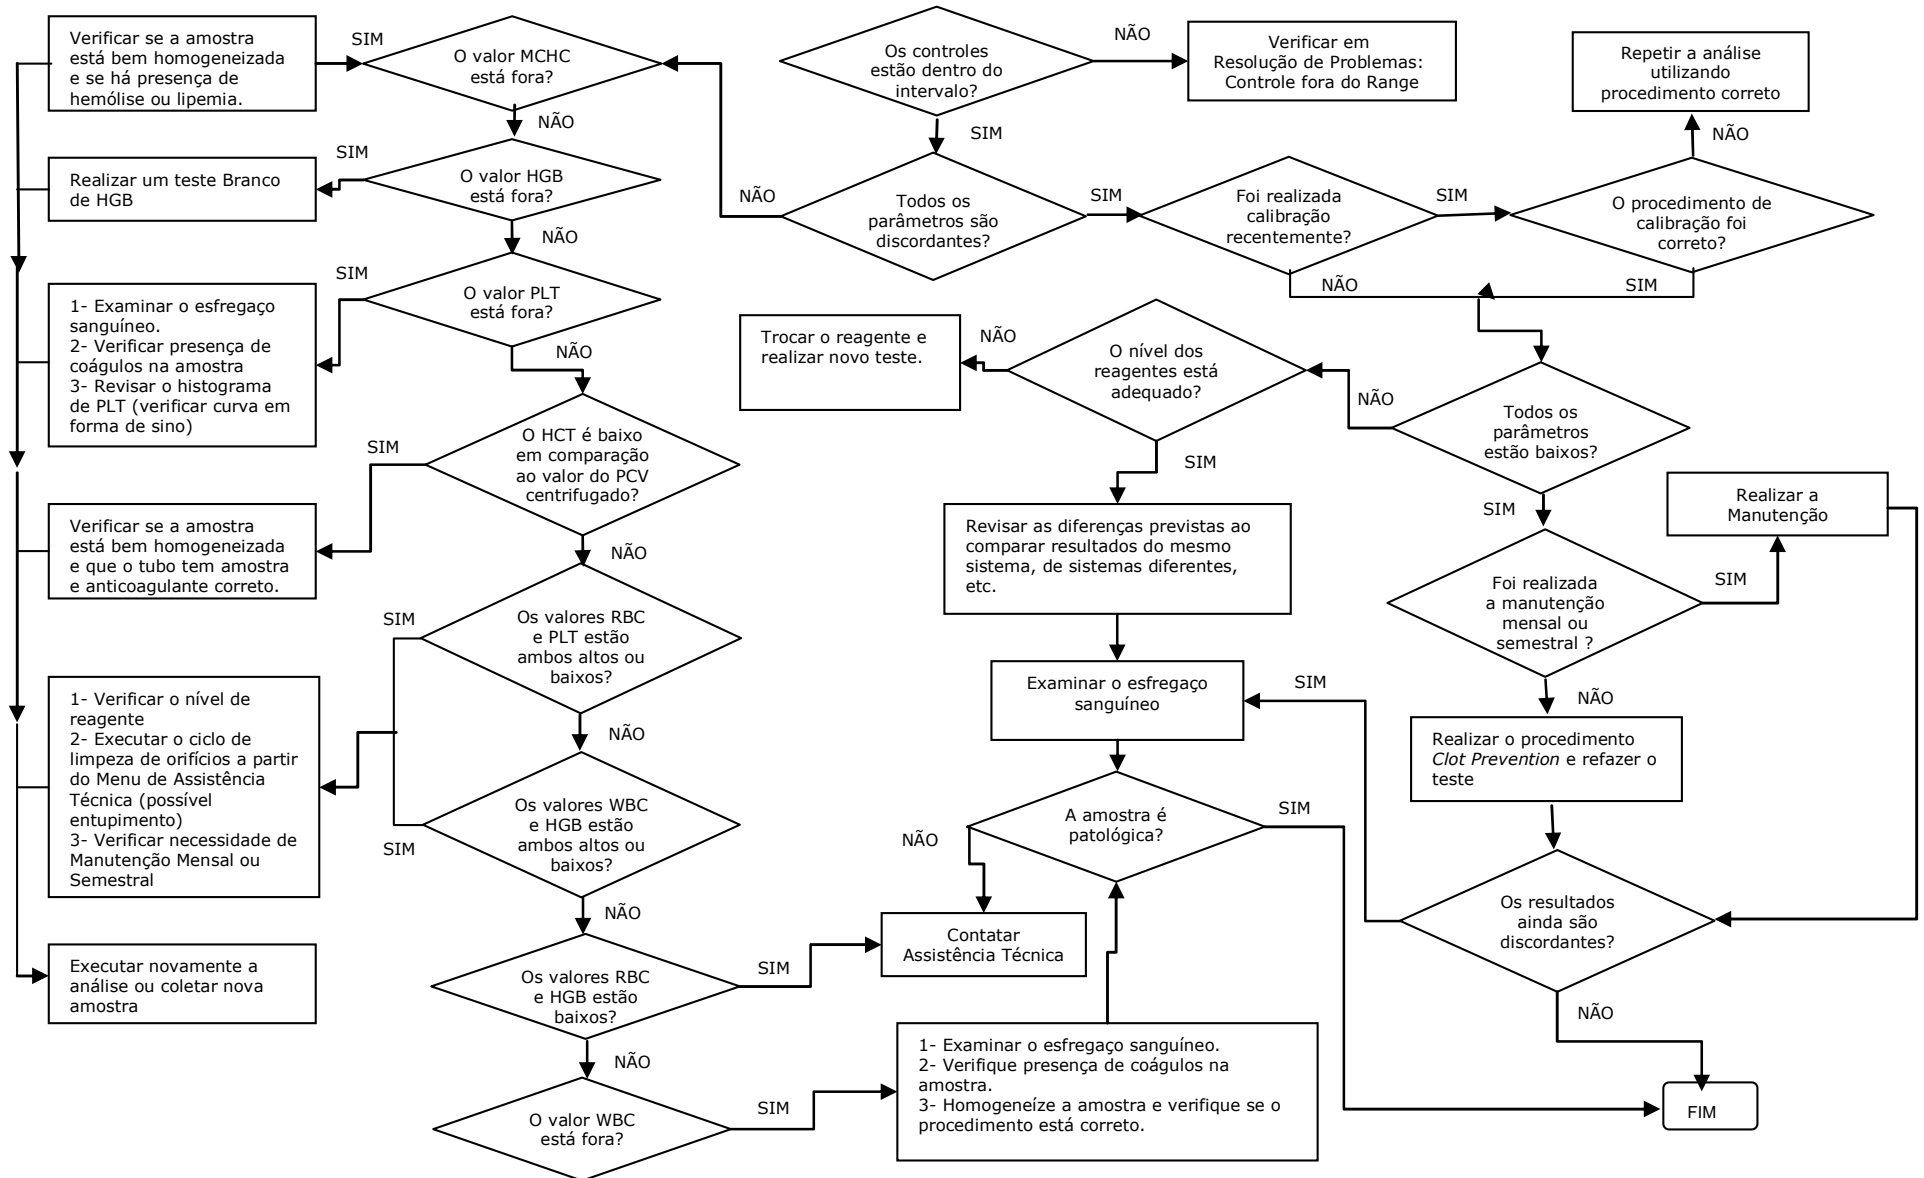 Verificar se a amostra
está bem homogeneizada
e se há presença de
hemólise ou lipemia.
SIM
O valor MCHC
está fora?
NÃO
Os controles
estão dentro do
intervalo?
NÃO
Verificar em
Resolução de Problemas:
Controle fora do Range
SIM
Repetir a análise
utilizando
procedimento correto
NÃO
Realizar um teste Branco
de HGB
SIM
O valor HGB
está fora?
NÃO
NÃO
Todos os
parâmetros são
discordantes?
SIM
Foi realizada
calibração
recentemente?
SIM
O procedimento de
calibração foi
correto?
NÃO
SIM
1- Examinar o esfregaço
sanguíneo.
2- Verificar presença de
coágulos na amostra
3- Revisar o histograma
de PLT (verificar curva em
forma de sino)
SIM
O valor PLT
está fora?
NÃO
Trocar o reagente e
realizar novo teste.
NÃO
O nível dos
reagentes está
adequado?
SIM
NÃO
Todos os
parâmetros
estão baixos?
SIM
Verificar se a amostra
está bem homogeneizada
e que o tubo tem amostra
e anticoagulante correto.
SIM
O HCT é baixo
em comparação
ao valor do PCV
centrifugado?
NÃO
Revisar as diferenças previstas ao
comparar resultados do mesmo
sistema, de sistemas diferentes,
etc.
Realizar a
Manutenção
SIM
Foi realizada
a manutenção
mensal ou
semestral ?
NÃO
SIM
Os valores RBC
e PLT estão
ambos altos ou
baixos?
NÃO
Examinar o esfregaço
sanguíneo
SIM
Realizar o procedimento
Clot Prevention e refazer o
teste
1- Verificar o nível de
reagente
2- Executar o ciclo de
limpeza de orifícios a partir
do Menu de Assistência
Técnica (possível
entupimento)
3- Verificar necessidade de
Manutenção Mensal ou
Semestral
SIM
Os valores WBC
e HGB estão
ambos altos ou
baixos?
NÃO
NÃO
A amostra é
patológica?
SIM
Os resultados
ainda são
discordantes?
NÃO
Executar novamente a
análise ou coletar nova
amostra
Os valores RBC
e HGB estão
baixos?
SIM
NÃO
Contatar
Assistência Técnica
O valor WBC
está fora?
SIM
1- Examinar o esfregaço sanguíneo.
2- Verifique presença de coágulos na
amostra.
3- Homogeneíze a amostra e verifique se o
procedimento está correto.
FIM